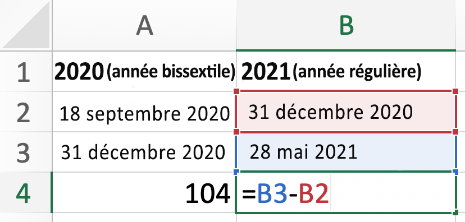 A B
1 2020 (année bissextile) 2021 (année régulière)
2 18 septembre 2020 31 décembre 2020
3 31 décembre 2020 28 mai 2021
4 104 =B3-B2